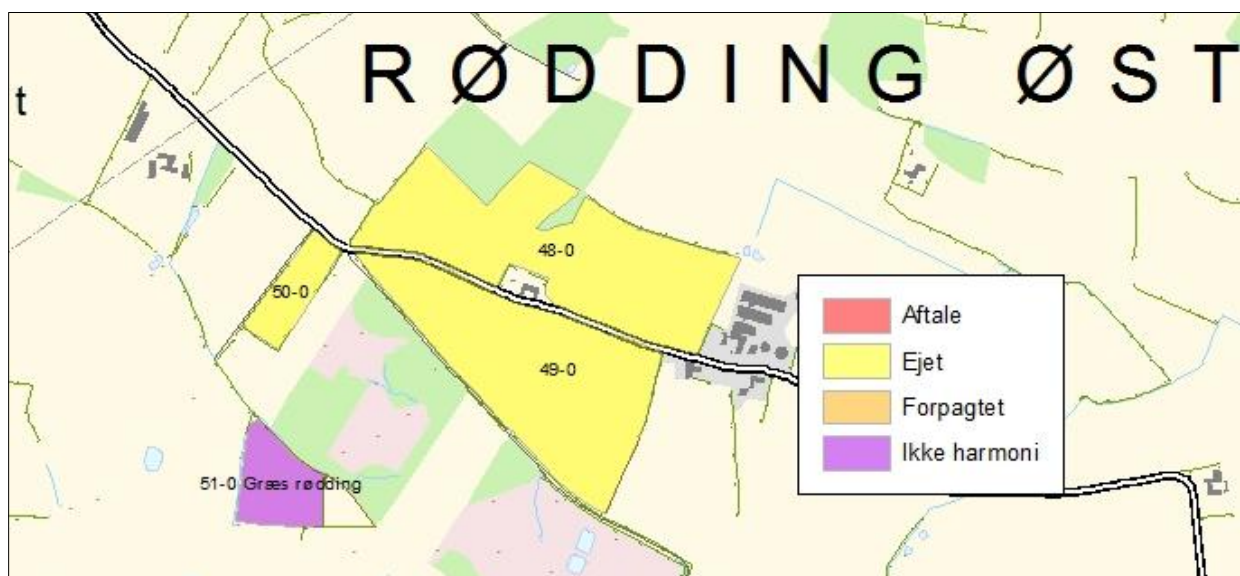 RØDDING ØST
t
48-0
50-0
49-0
51-0 Græs rødding
Aftale
Ejet
Forpagtet
Ikke harmoni